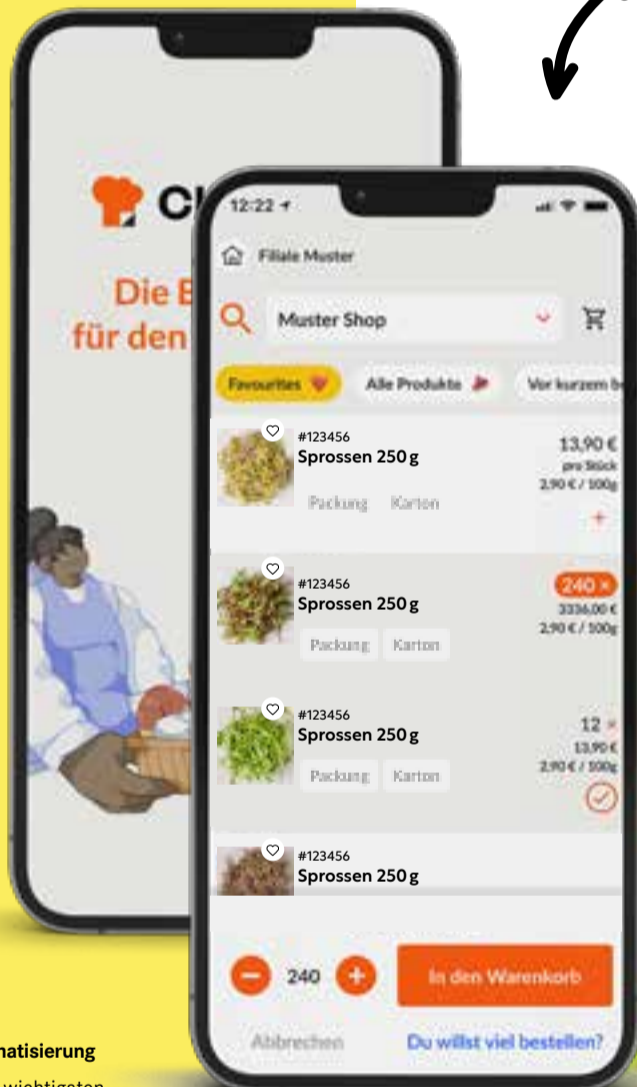 Die
für den
12:22
Filiale Muster
Muster Shop
Favourites
Alle Produkte
Vor kurzem
#123456
Sprossen 250 g
Packung Karton
13,90 €
pro Stück
2,90 € / 100g
+
#123456
Sprossen 250 g
Packung Karton
240 ×
3336,00 €
2,90 € / 100g
#123456
Sprossen 250 g
Packung Karton
12 ×
13,90 €
2,90 € / 100g
#123456
Sprossen 250 g
− 240 +
In den Warenkorb
Abbrechen
Du willst viel bestellen?
matisierung
wichtigsten